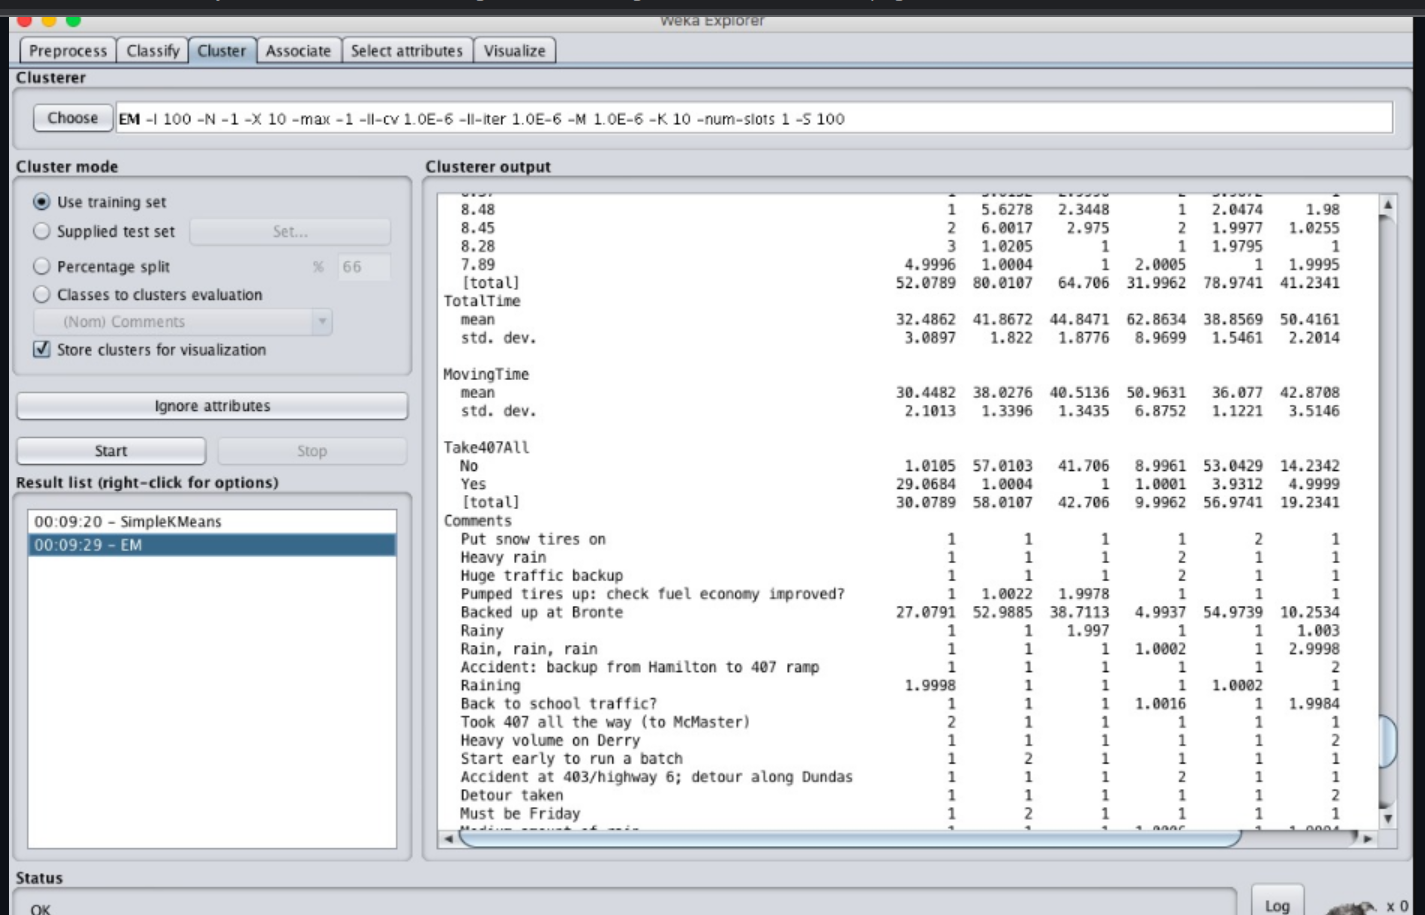 Weka Explorer
Preprocess Classify Cluster Associate Select attributes Visualize
Clusterer
Choose EM -I 100 -N -1 -X 10 -max -1 -ll-cv 1.0E-6 -ll-iter 1.0E-6 -M 1.0E-6 -K 10 -num-slots 1 -S 100
Cluster mode
Use training set
Supplied test set Set...
Percentage split % 66
Classes to clusters evaluation
(Nom) Comments
Store clusters for visualization
Ignore attributes
Start Stop
Result list (right-click for options)
00:09:20 - SimpleKMeans
00:09:29 - EM
Clusterer output
8.48 1 5.6278 2.3448 1 2.0474 1.98
8.45 2 6.0017 2.975 2 1.9977 1.0255
8.28 3 1.0205 1 1 1.9795 1
7.89 4.9996 1.0004 1 2.0005 1 1.9995
[total] 52.0789 80.0107 64.706 31.9962 78.9741 41.2341
TotalTime
mean 32.4862 41.8672 44.8471 62.8634 38.8569 50.4161
std. dev. 3.0897 1.822 1.8776 8.9699 1.5461 2.2014
MovingTime
mean 30.4482 38.0276 40.5136 50.9631 36.077 42.8708
std. dev. 2.1013 1.3396 1.3435 6.8752 1.1221 3.5146
Take407All
No 1.0105 57.0103 41.706 8.9961 53.0429 14.2342
Yes 29.0684 1.0004 1 1.0001 3.9312 4.9999
[total] 30.0789 58.0107 42.706 9.9962 56.9741 19.2341
Comments
Put snow tires on 1 1 1 1 2 1
Heavy rain 1 1 1 2 1 1
Huge traffic backup 1 1 1 2 1 1
Pumped tires up: check fuel economy improved? 1 1.0022 1.9978 1 1 1
Backed up at Bronte 27.0791 52.9885 38.7113 4.9937 54.9739 10.2534
Rainy 1 1 1.997 1 1 1.003
Rain, rain, rain 1 1 1 1.0002 1 2.9998
Accident: backup from Hamilton to 407 ramp 1 1 1 1 1 2
Raining 1.9998 1 1 1 1.0002 1
Back to school traffic? 1 1 1 1.0016 1 1.9984
Took 407 all the way (to McMaster) 2 1 1 1 1 1
Heavy volume on Derry 1 1 1 1 1 2
Start early to run a batch 1 2 1 1 1 1
Accident at 403/highway 6; detour along Dundas 1 1 1 2 1 1
Detour taken 1 1 1 1 1 2
Must be Friday 1 2 1 1 1 1
Status
OK
Log x 0